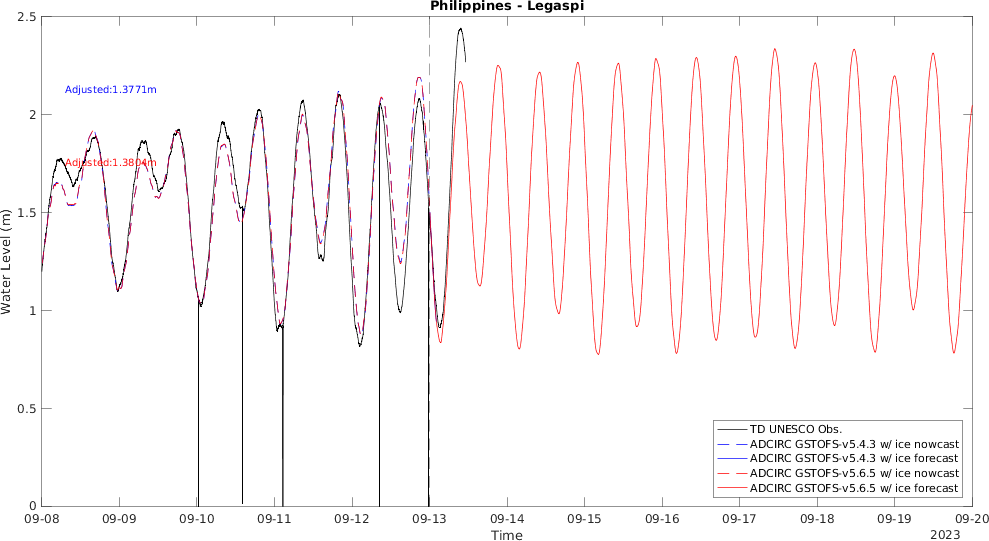 Philippines - Legaspi
2.5
2
1.5
1
0.5
0
Water Level (m)
Adjusted:1.3771m
Adjusted:1.3804m
TD UNESCO Obs.
ADCIRC GSTOFS-v5.4.3 w/ ice nowcast
ADCIRC GSTOFS-v5.4.3 w/ ice forecast
ADCIRC GSTOFS-v5.6.5 w/ ice nowcast
ADCIRC GSTOFS-v5.6.5 w/ ice forecast
09-08 09-09 09-10 09-11 09-12 09-13 09-14 09-15 09-16 09-17 09-18 09-19 09-20
Time
2023